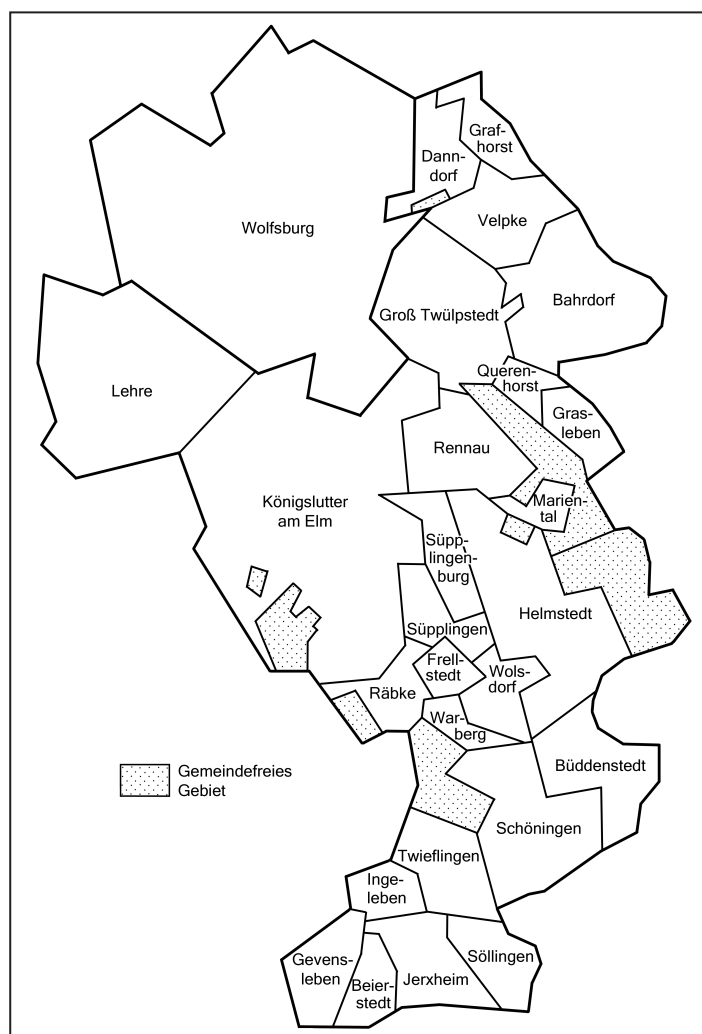 Graf-
horst
Dann-
dorf
Velpke
Wolfsburg
Bahrdorf
Groß Twülpstedt
Queren-
horst
Lehre
Gras-
leben
Rennau
Königslutter
am Elm
Marien-
tal
Süpp-
lingen-
burg
Helmstedt
Süpplingen
Frell-
stedt
Wols-
dorf
Räbke
War-
berg
Büddenstedt
Gemeindefreies
Gebiet
Schöningen
Twieflingen
Inge-
leben
Gevens-
leben
Söllingen
Jerxheim
Beier-
stedt